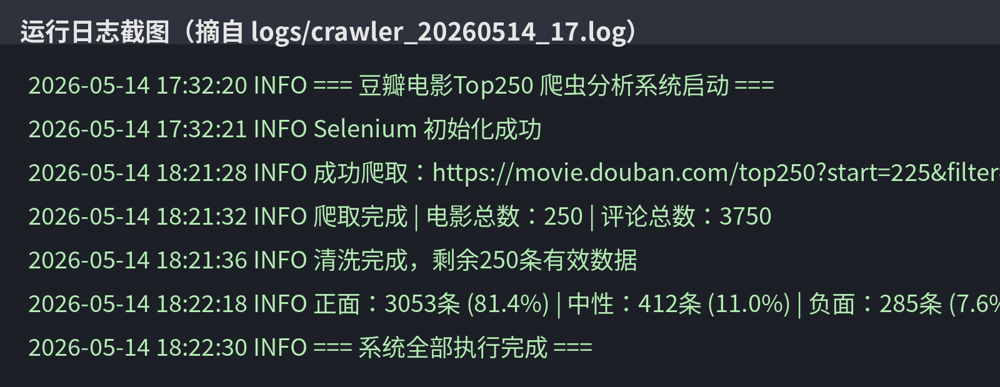 运行日志截图（摘自 logs/crawler_20260514_17.log）
2026-05-14 17:32:20 INFO === 豆瓣电影Top250 爬虫分析系统启动 ===
2026-05-14 17:32:21 INFO Selenium 初始化成功
2026-05-14 18:21:28 INFO 成功爬取：https://movie.douban.com/top250?start=225&filter=
2026-05-14 18:21:32 INFO 爬取完成 | 电影总数：250 | 评论总数：3750
2026-05-14 18:21:36 INFO 清洗完成，剩余250条有效数据
2026-05-14 18:22:18 INFO 正面：3053条 (81.4%) | 中性：412条 (11.0%) | 负面：285条 (7.6%
2026-05-14 18:22:30 INFO === 系统全部执行完成 ===